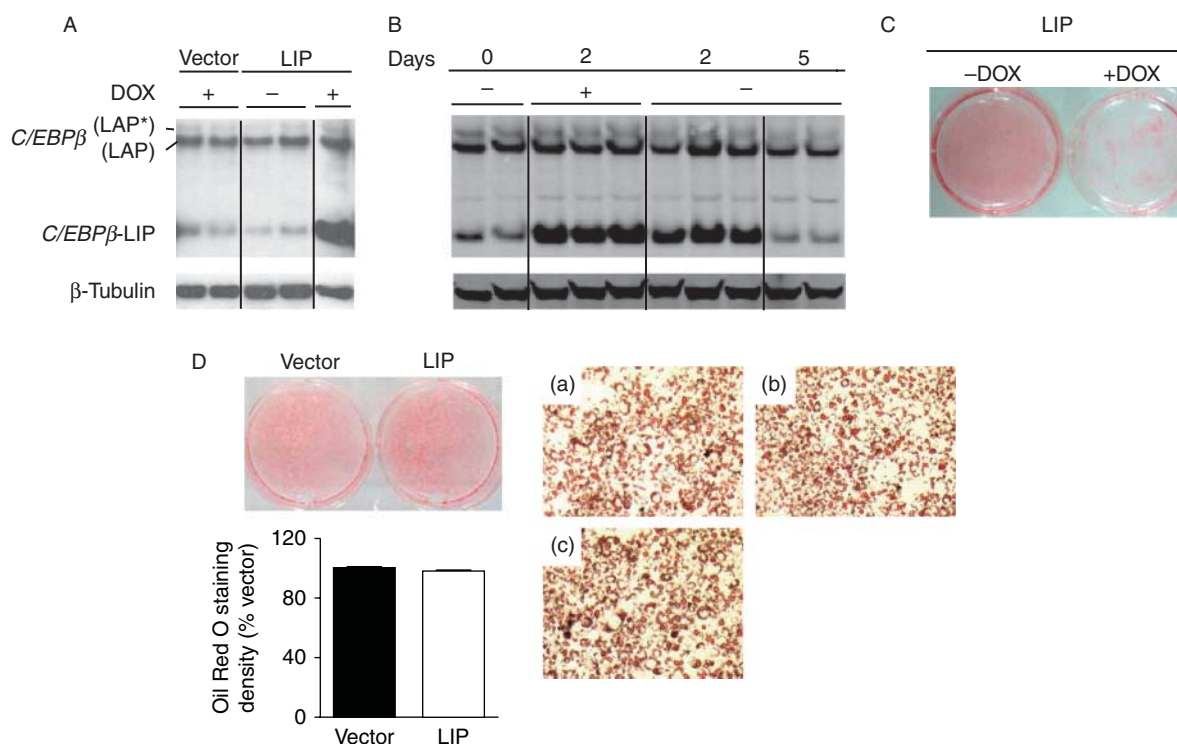 A
Vector LIP
DOX + − +
C/EBPβ (LAP*)
(LAP)
C/EBPβ-LIP
β-Tubulin
B
Days 0 2 2 5
− + −
C
LIP
−DOX +DOX
D
Vector LIP
Oil Red O staining
density (% vector)
120
80
40
0
Vector LIP
(a)
(b)
(c)